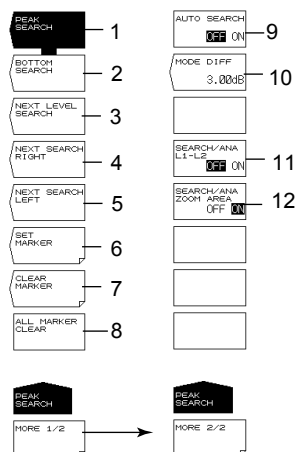 PEAK
SEARCH
1
BOTTOM
SEARCH
2
NEXT LEVEL
SEARCH
3
NEXT SEARCH
RIGHT
4
NEXT SEARCH
LEFT
5
SET
MARKER
6
CLEAR
MARKER
7
ALL MARKER
CLEAR
8
PEAK
SEARCH
MORE 1/2
AUTO SEARCH
OFF ON
9
MODE DIFF
3.00dB
10
SEARCH/ANA
L1-L2
OFF ON
11
SEARCH/ANA
ZOOM AREA
OFF ON
12
PEAK
SEARCH
MORE 2/2